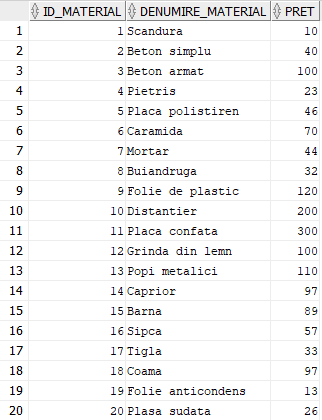 ID_MATERIAL DENUMIRE_MATERIAL PRET
1 1 Scandura 10
2 2 Beton simplu 40
3 3 Beton armat 100
4 4 Pietris 23
5 5 Placa polistiren 46
6 6 Caramida 70
7 7 Mortar 44
8 8 Buiandruga 32
9 9 Folie de plastic 120
10 10 Distantier 200
11 11 Placa confata 300
12 12 Grinda din lemn 100
13 13 Popi metalici 110
14 14 Caprior 97
15 15 Barna 89
16 16 Sipca 57
17 17 Tigla 33
18 18 Coama 97
19 19 Folie anticondens 13
20 20 Plasa sudata 26